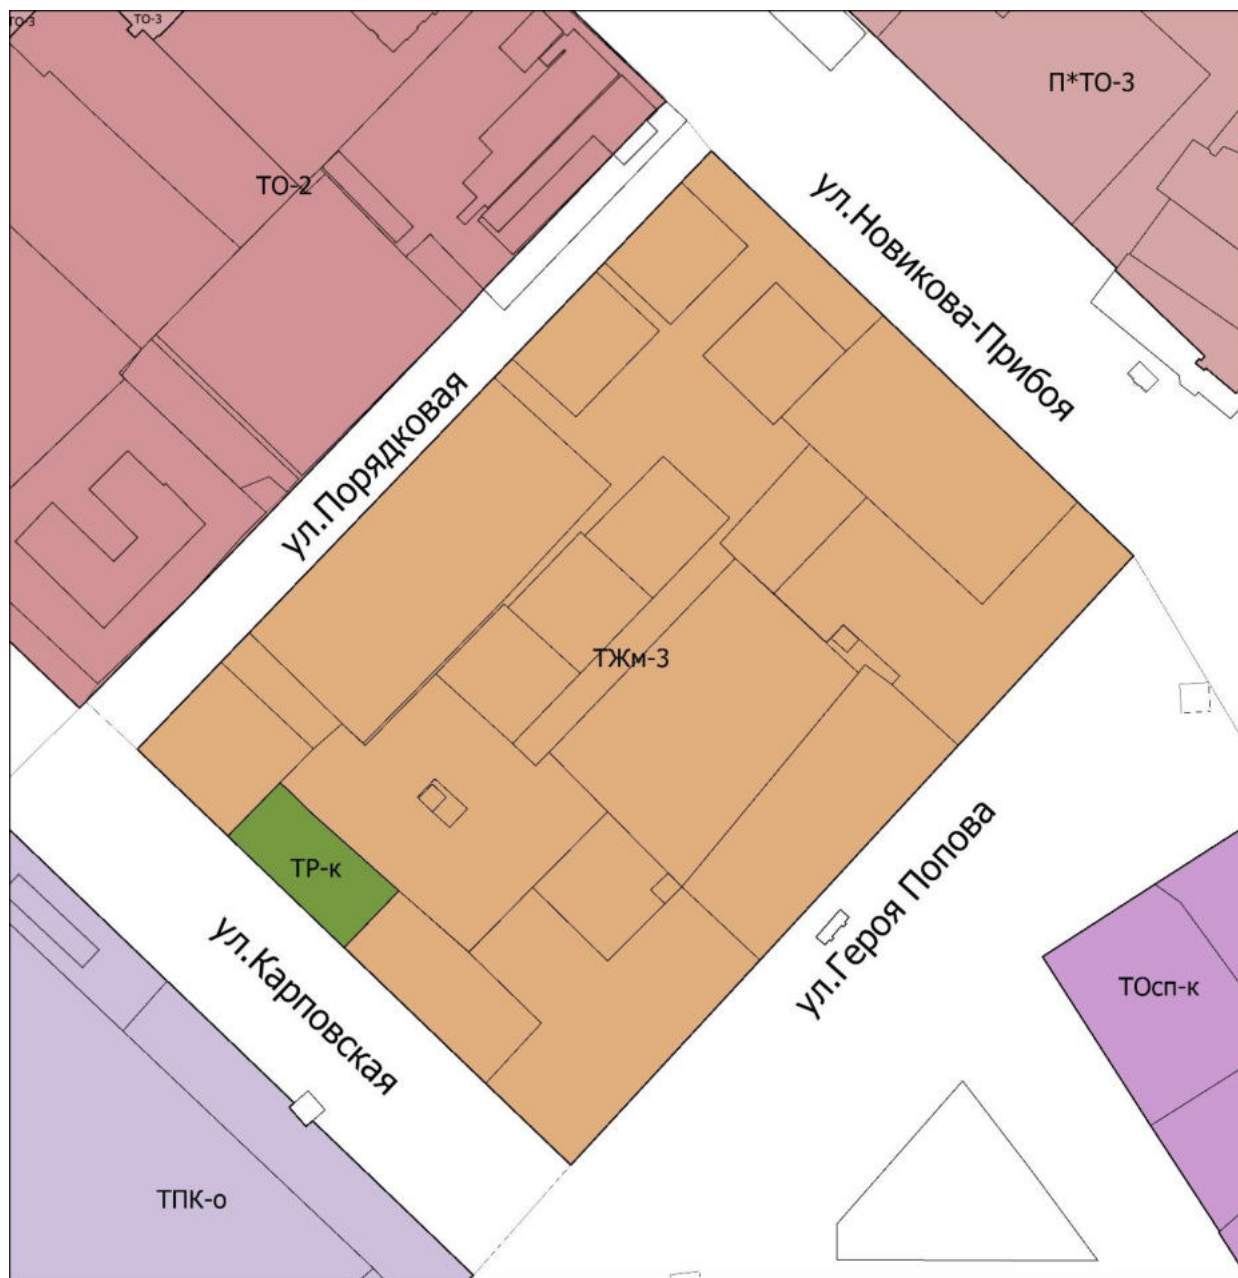 ТО-3
ТО-3
П*ТО-3
ТО-2
ул.Новикова-Прибоя
ул.Порядковая
ТЖм-3
ТР-к
ул.Героя Попова
ул.Карповская
ТОсп-к
ТПК-о